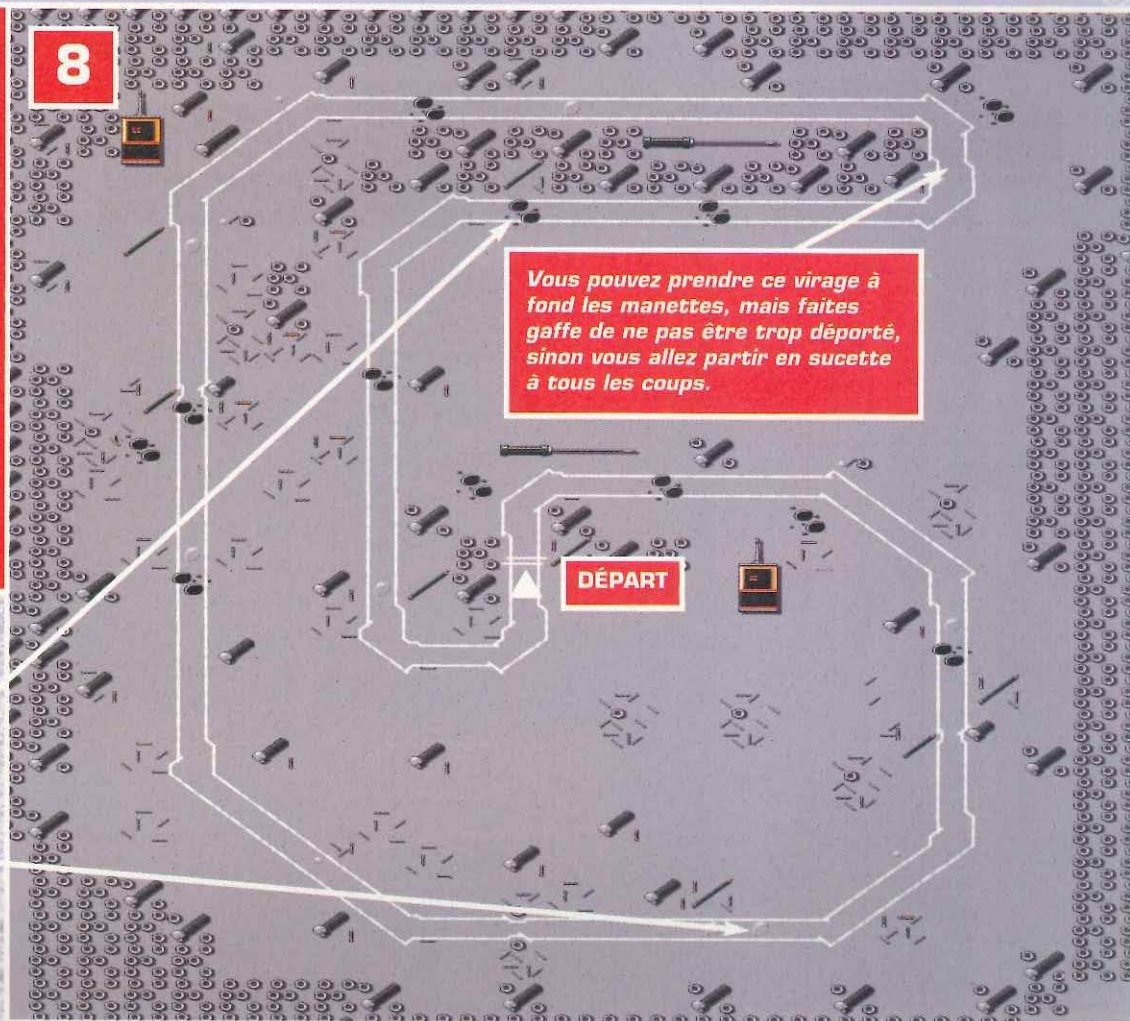 8
Vous pouvez prendre ce virage à
fond les manettes, mais faites
gaffe de ne pas être trop déporté,
sinon vous allez partir en sucette
à tous les coups.
DÉPART